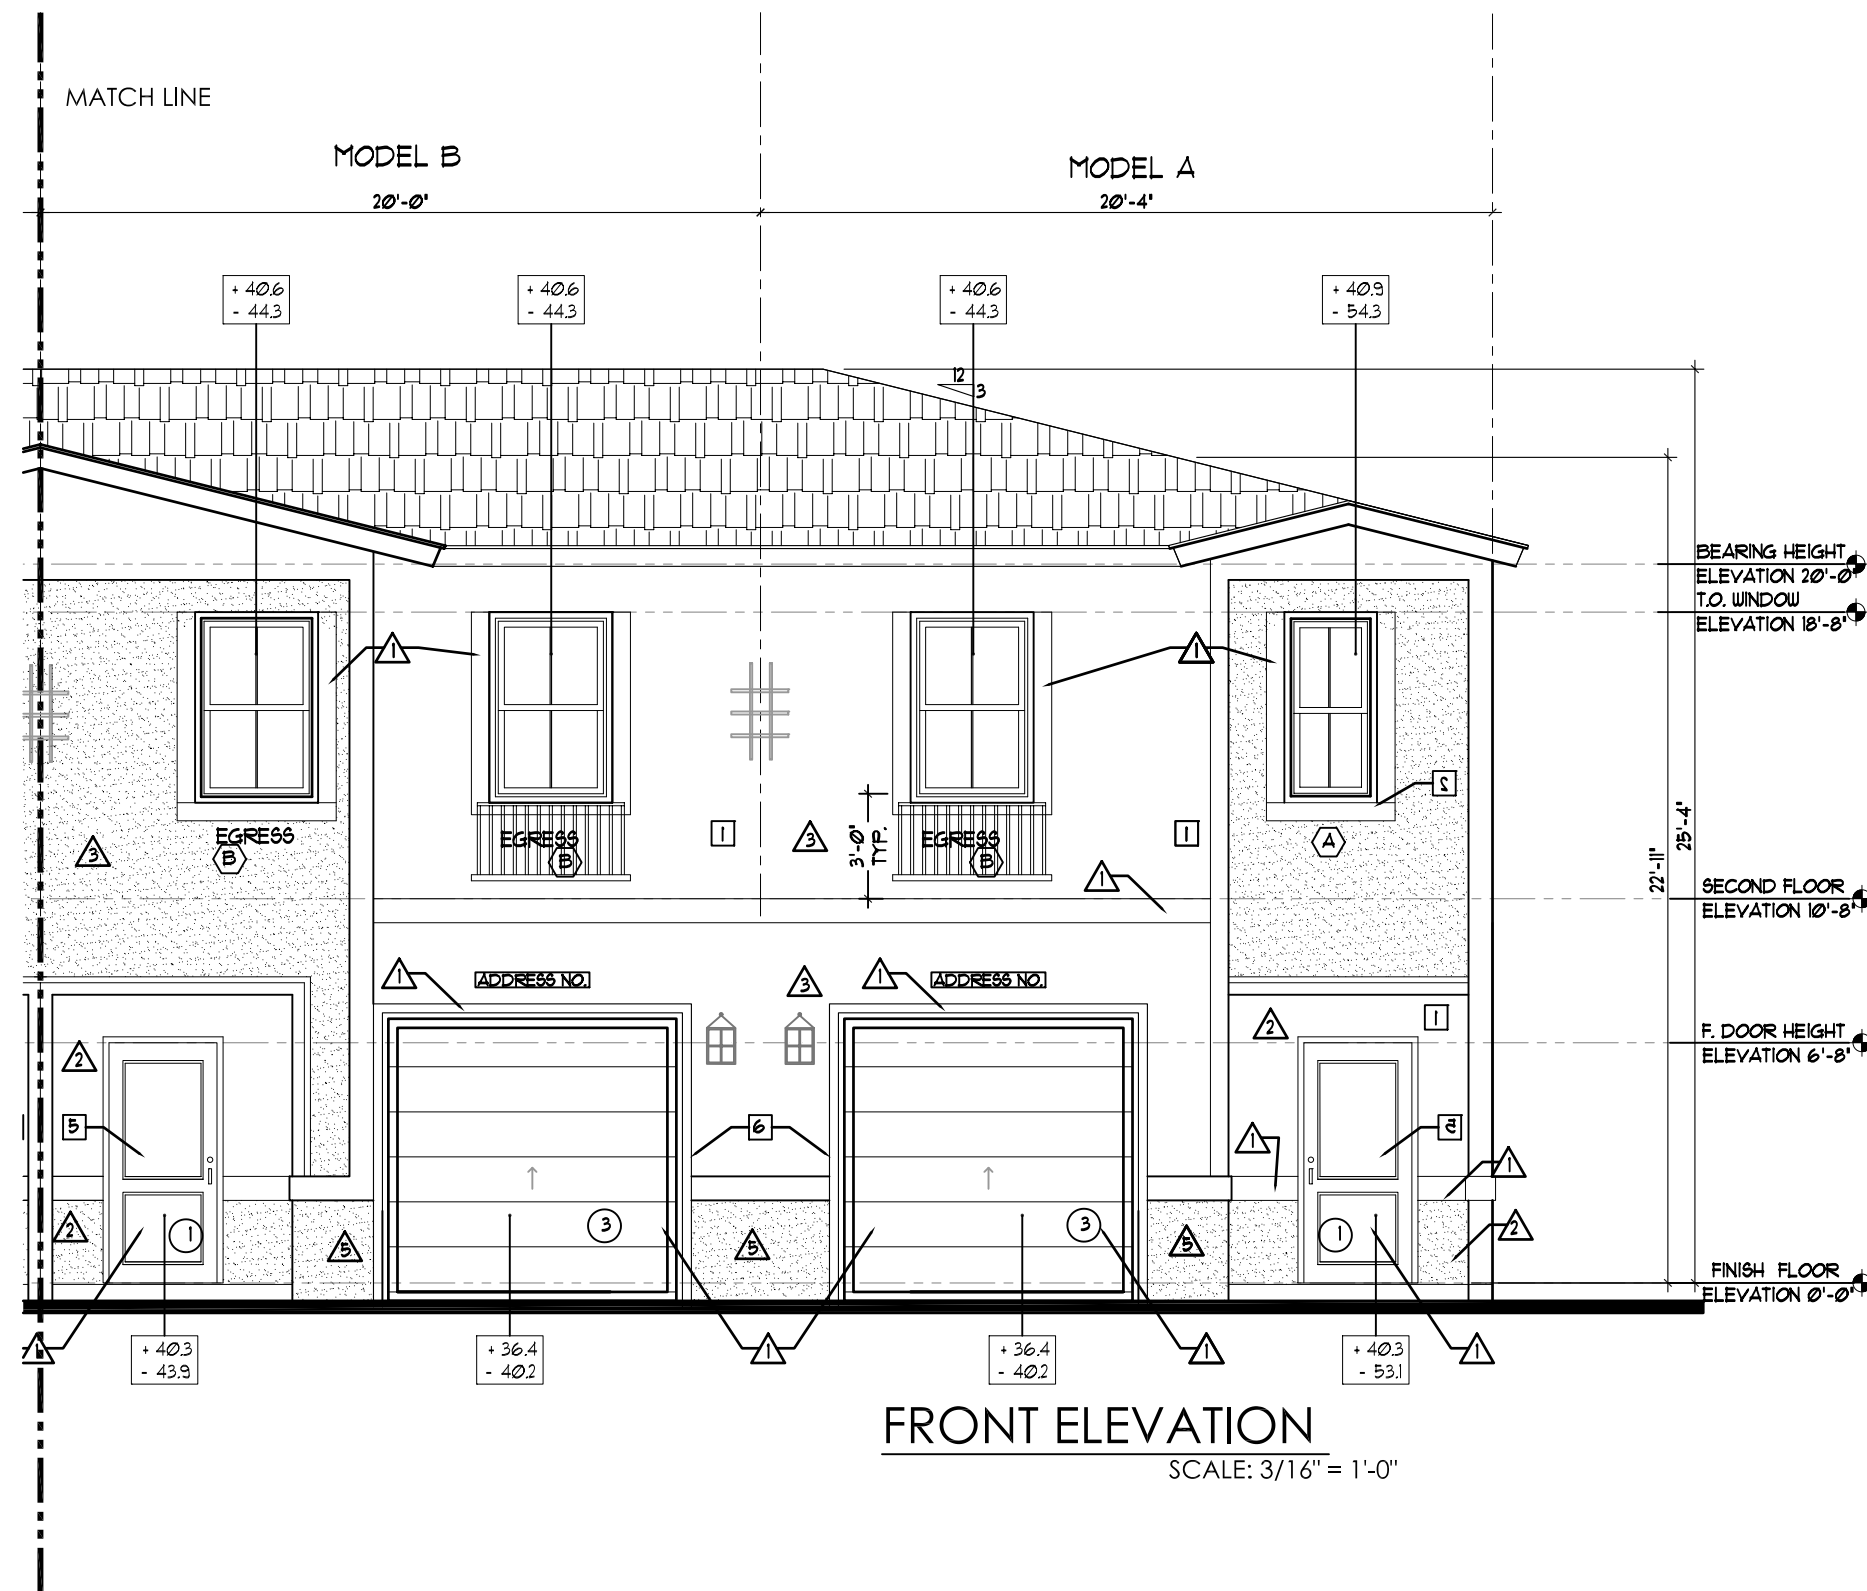 MATCH LINE
MODEL B
MODEL A
20'-0"
20'-4"
+ 40.6
- 44.3
+ 40.6
- 44.3
+ 40.6
- 44.3
+ 40.9
- 54.3
12
3
BEARING HEIGHT
ELEVATION 20'-0"
T.O. WINDOW
ELEVATION 18'-8"
1
1
2
EGRESS
B
EGRESS
B
EGRESS
B
A
3
1
3
1
3'-0"
TYP.
1
22'-11"
25'-4"
SECOND FLOOR
ELEVATION 10'-8"
1
ADDRESS NO.
3
1
ADDRESS NO.
2
1
2
F. DOOR HEIGHT
ELEVATION 6'-8"
5
6
1
5
1
2
1
5
3
5
3
5
1
2
FINISH FLOOR
ELEVATION 0'-0"
1
+ 40.3
- 43.9
+ 36.4
- 40.2
1
+ 36.4
- 40.2
1
+ 40.3
- 53.1
1
FRONT ELEVATION
SCALE: 3/16" = 1'-0"